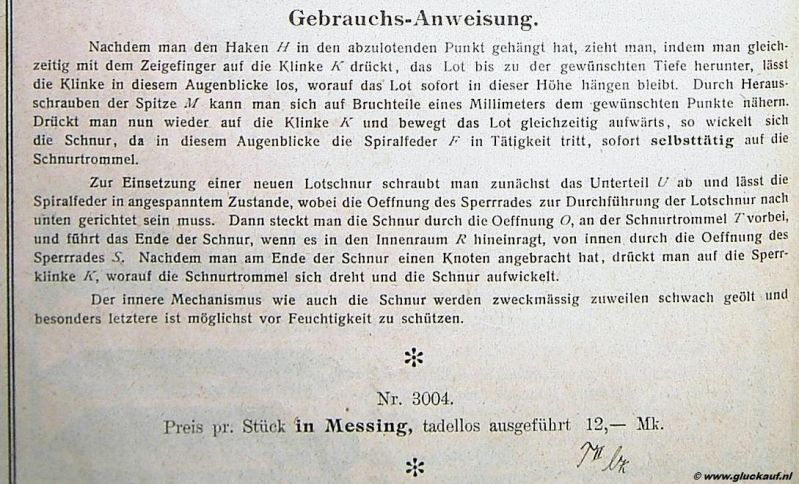 Gebrauchs-Anweisung.
Nachdem man den Haken H in den abzulotenden Punkt gehängt hat, zieht man, indem man gleich-
zeitig mit dem Zeigefinger auf die Klinke K drückt, das Lot bis zu der gewünschten Tiefe herunter, lässt
die Klinke in diesem Augenblicke los, worauf das Lot sofort in dieser Höhe hängen bleibt. Durch Heraus-
schrauben der Spitze M kann man sich auf Bruchteile eines Millimeters dem gewünschten Punkte nähern.
Drückt man nun wieder auf die Klinke K und bewegt das Lot gleichzeitig aufwärts, so wickelt sich
die Schnur, da in diesem Augenblicke die Spiralfeder F in Tätigkeit tritt, sofort selbsttätig auf die
Schnurtrommel.
Zur Einsetzung einer neuen Lotschnur schraubt man zunächst das Unterteil U ab und lässt die
Spiralfeder in angespanntem Zustande, wobei die Oeffnung des Sperrrades zur Durchführung der Lotschnur nach
unten gerichtet sein muss. Dann steckt man die Schnur durch die Oeffnung O, an der Schnurtrommel T vorbei,
und führt das Ende der Schnur, wenn es in den Innenraum R hineinragt, von innen durch die Oeffnung des
Sperrrades S. Nachdem man am Ende der Schnur einen Knoten angebracht hat, drückt man auf die Sperr-
klinke K, worauf die Schnurtrommel sich dreht und die Schnur aufwickelt.
Der innere Mechanismus wie auch die Schnur werden zweckmässig zuweilen schwach geölt und
besonders letztere ist möglichst vor Feuchtigkeit zu schützen.
Nr. 3004.
Preis pr. Stück in Messing, tadellos ausgeführt 12,— Mk.
© www.gluckauf.nl